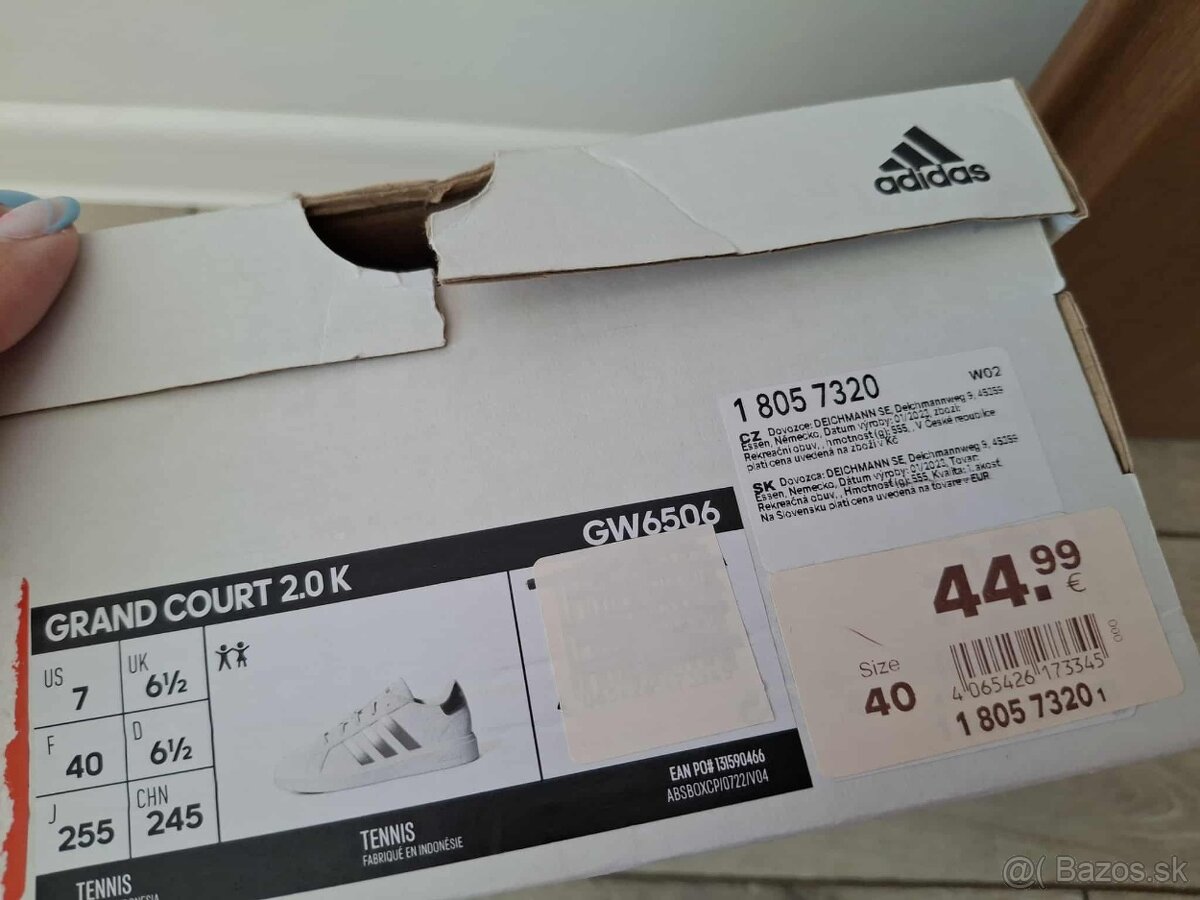 adidas
1 805 7320
W02
CZ Dovozce: DEICHMANN SE, Deichmannweg 9, 45259
Essen, Německo, Datum výroby: 01/2023, zboží:
Rekreační obuv, , hmotnost (g): 555, , V České republice
platí cena uvedená na zboží v Kč
SK Dovozca: DEICHMANN SE, Deichmannweg 9, 45259
Essen, Nemecko, Dátum výroby: 01/2023, Tovar:
Rekreačná obuv, , Hmotnosť (g): 555, Kvalita: 1. akosť
Na Slovensku platí cena uvedená na tovare v EUR
GW6506
GRAND COURT 2.0 K
US
7
UK
6½
F
40
D
6½
J
255
CHN
245
44.99
€
Size
40
080
4 065426 173345
1 805 7320 1
EAN PO# 131590466
ABSBOXCP/0722/V04
TENNIS
FABRIQUÉ EN INDONÉSIE
TENNIS
@( Bazos.sk